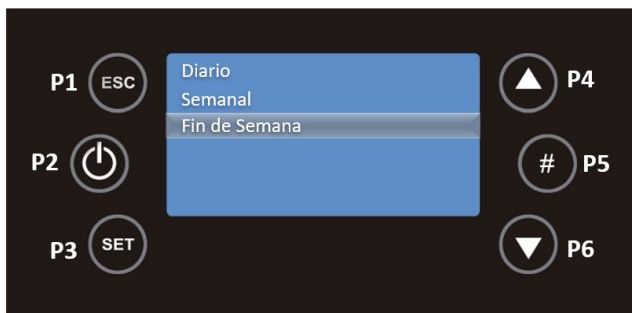 P1 ESC
Diario
Semanal
Fin de Semana
P4
P2
# P5
P3 SET
P6